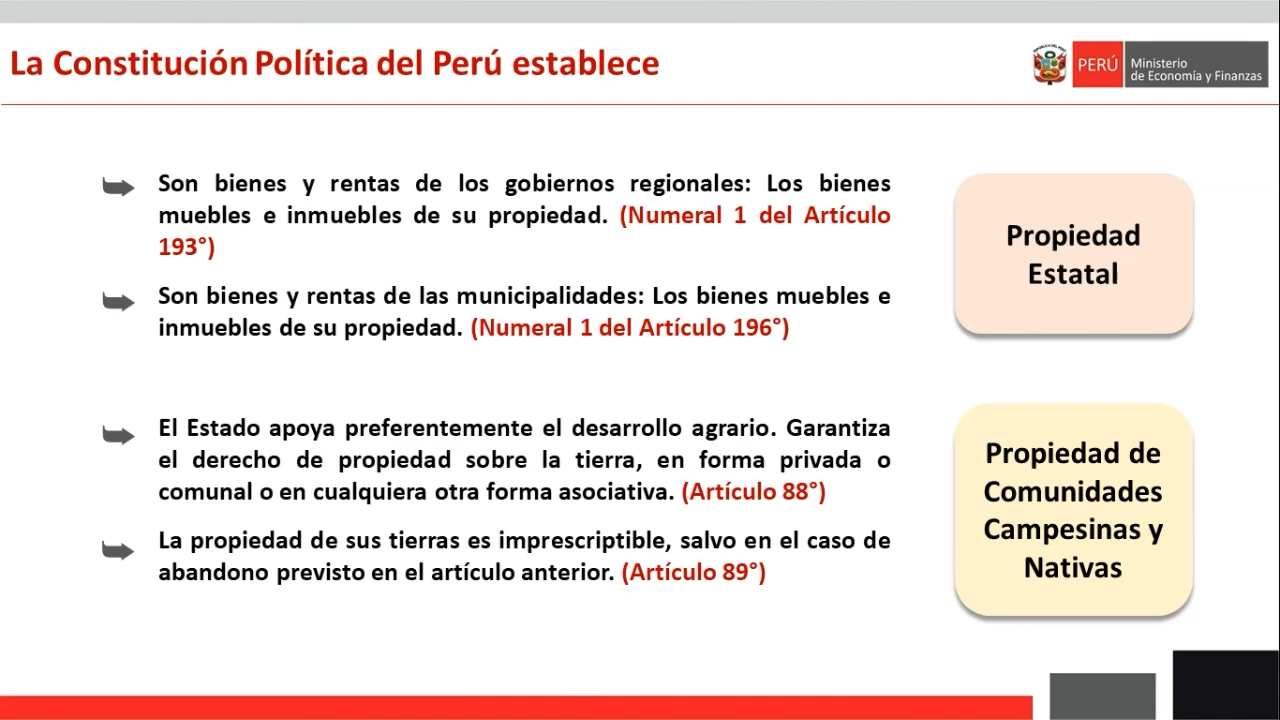 La Constitución Política del Perú establece
PERÚ
Ministerio
de Economía y Finanzas
Son bienes y rentas de los gobiernos regionales: Los bienes
muebles e inmuebles de su propiedad. (Numeral 1 del Artículo
193°)
Son bienes y rentas de las municipalidades: Los bienes muebles e
inmuebles de su propiedad. (Numeral 1 del Artículo 196°)
Propiedad
Estatal
El Estado apoya preferentemente el desarrollo agrario. Garantiza
el derecho de propiedad sobre la tierra, en forma privada o
comunal o en cualquiera otra forma asociativa. (Artículo 88°)
La propiedad de sus tierras es imprescriptible, salvo en el caso de
abandono previsto en el artículo anterior. (Artículo 89°)
Propiedad de
Comunidades
Campesinas y
Nativas